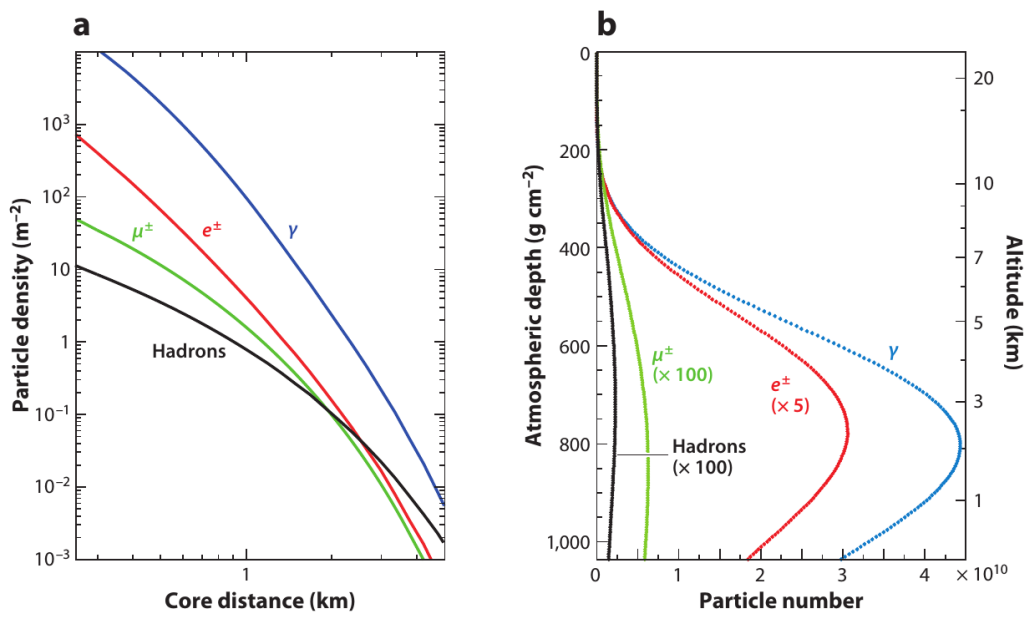 a
Particle density (m⁻²)
10³
10²
10
1
10⁻¹
10⁻²
10⁻³
μ±
e±
γ
Hadrons
1
Core distance (km)
b
Atmospheric depth (g cm⁻²)
0
200
400
600
800
1,000
μ±
(× 100)
e±
(× 5)
γ
Hadrons
(× 100)
20
10
7
5
3
1
Altitude (km)
0 1 2 3 4 × 10¹⁰
Particle number